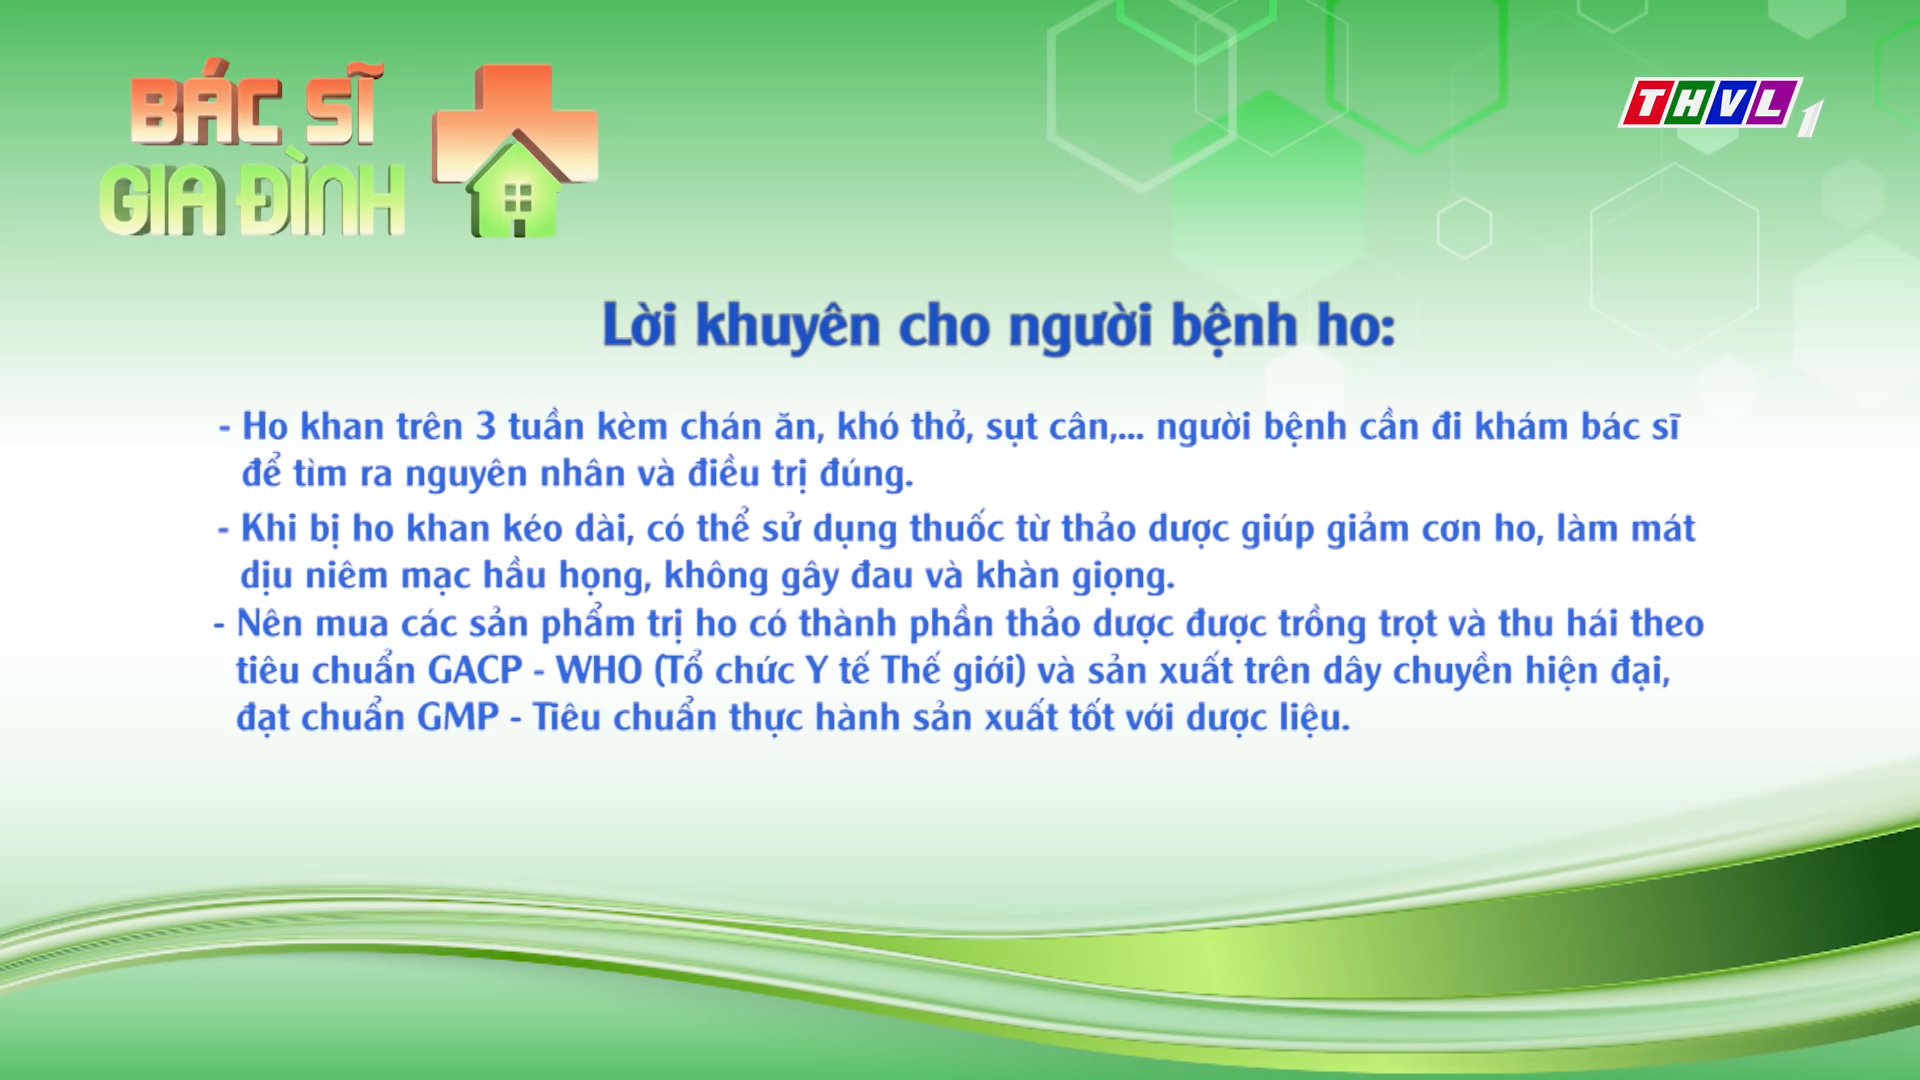 BÁC SĨ
GIA ĐÌNH
THVL 1
Lời khuyên cho người bệnh ho:
- Ho khan trên 3 tuần kèm chán ăn, khó thở, sụt cân,... người bệnh cần đi khám bác sĩ
để tìm ra nguyên nhân và điều trị đúng.
- Khi bị ho khan kéo dài, có thể sử dụng thuốc từ thảo dược giúp giảm cơn ho, làm mát
dịu niêm mạc hầu họng, không gây đau và khàn giọng.
- Nên mua các sản phẩm trị ho có thành phần thảo dược được trồng trọt và thu hái theo
tiêu chuẩn GACP - WHO (Tổ chức Y tế Thế giới) và sản xuất trên dây chuyền hiện đại,
đạt chuẩn GMP - Tiêu chuẩn thực hành sản xuất tốt với dược liệu.